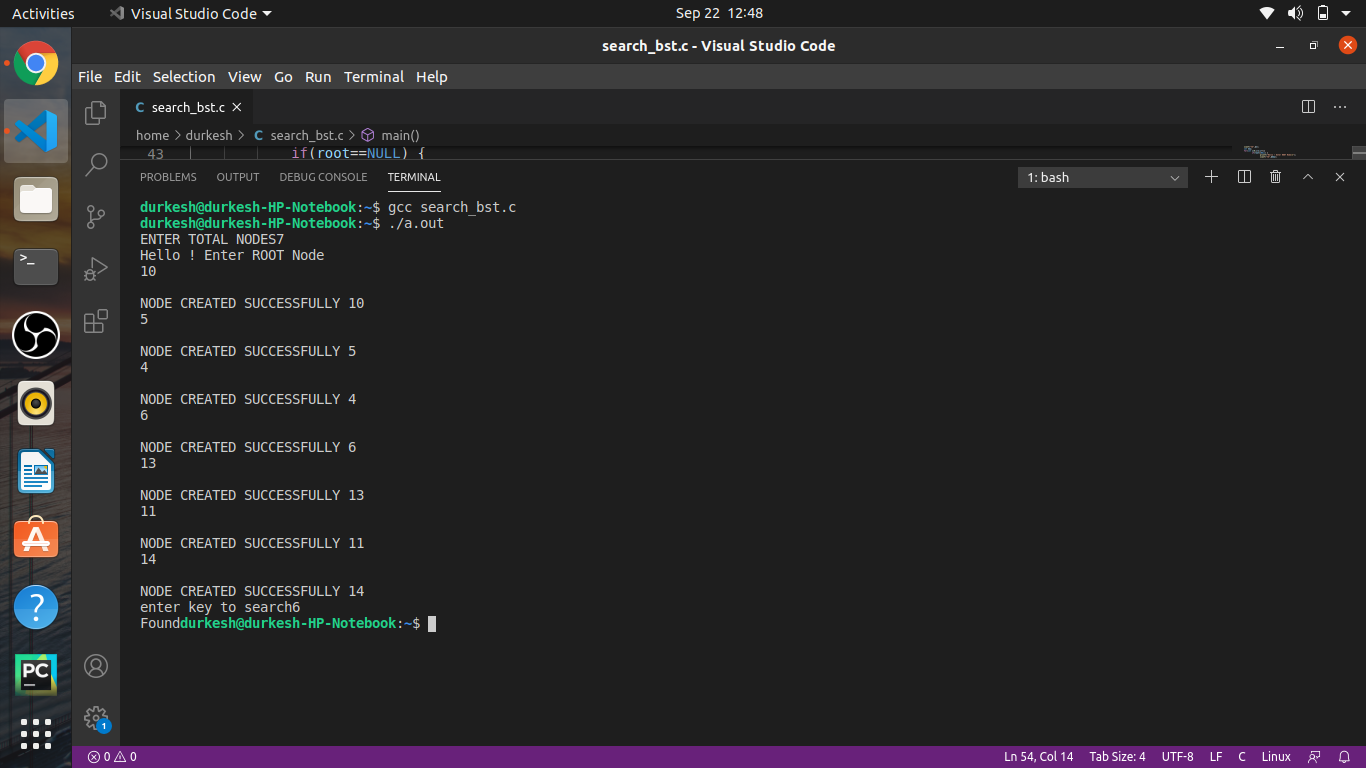 Activities Visual Studio Code Sep 22 12:48
search_bst.c - Visual Studio Code
File Edit Selection View Go Run Terminal Help
C search_bst.c
home > durkesh > C search_bst.c > main()
43 if(root==NULL) {
PROBLEMS OUTPUT DEBUG CONSOLE TERMINAL 1: bash
durkesh@durkesh-HP-Notebook:~$ gcc search_bst.c
durkesh@durkesh-HP-Notebook:~$ ./a.out
ENTER TOTAL NODES7
Hello ! Enter ROOT Node
10
NODE CREATED SUCCESSFULLY 10
5
NODE CREATED SUCCESSFULLY 5
4
NODE CREATED SUCCESSFULLY 4
6
NODE CREATED SUCCESSFULLY 6
13
NODE CREATED SUCCESSFULLY 13
11
NODE CREATED SUCCESSFULLY 11
14
NODE CREATED SUCCESSFULLY 14
enter key to search6
Founddurkesh@durkesh-HP-Notebook:~$
>_
?
PC
1
0 0 Ln 54, Col 14 Tab Size: 4 UTF-8 LF C Linux